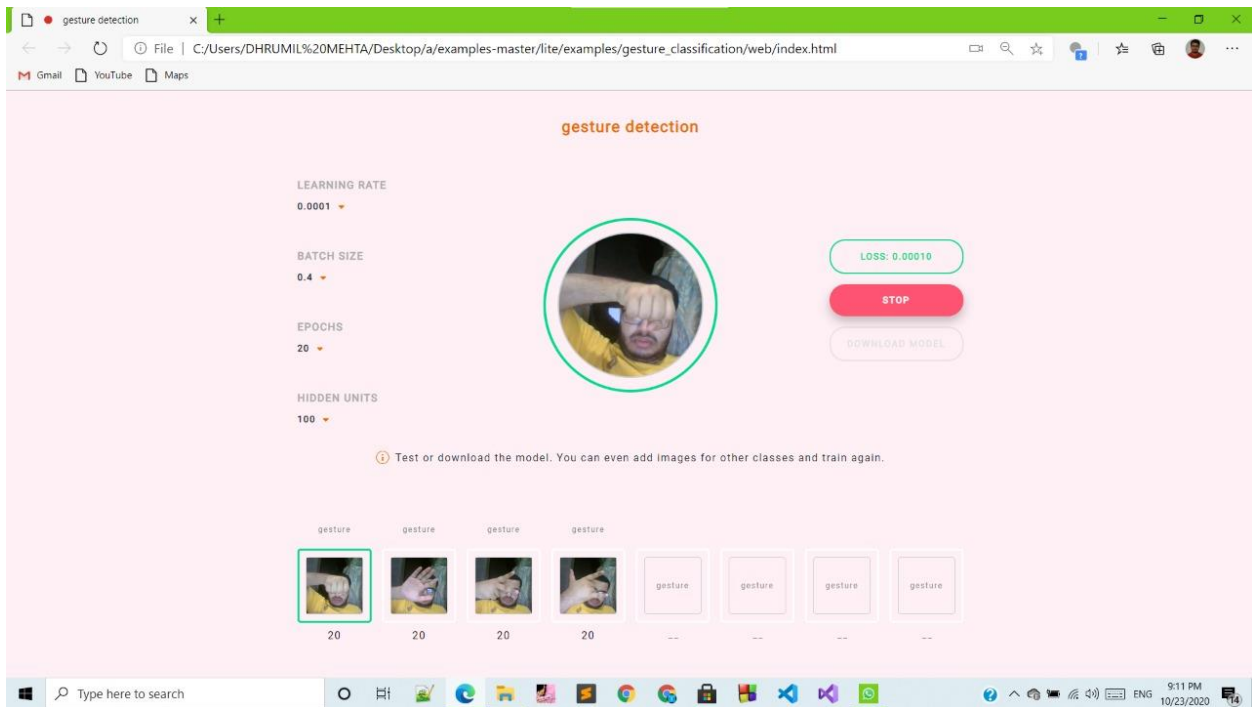 gesture detection
File | C:/Users/DHRUMIL%20MEHTA/Desktop/a/examples-master/lite/examples/gesture_classification/web/index.html
Gmail YouTube Maps
gesture detection
LEARNING RATE
0.0001
BATCH SIZE
0.4
EPOCHS
20
HIDDEN UNITS
100
LOSS: 0.00010
STOP
DOWNLOAD MODEL
Test or download the model. You can even add images for other classes and train again.
gesture gesture gesture gesture
gesture gesture gesture gesture
20 20 20 20 -- -- -- --
Type here to search
ENG
9:11 PM
10/23/2020
14